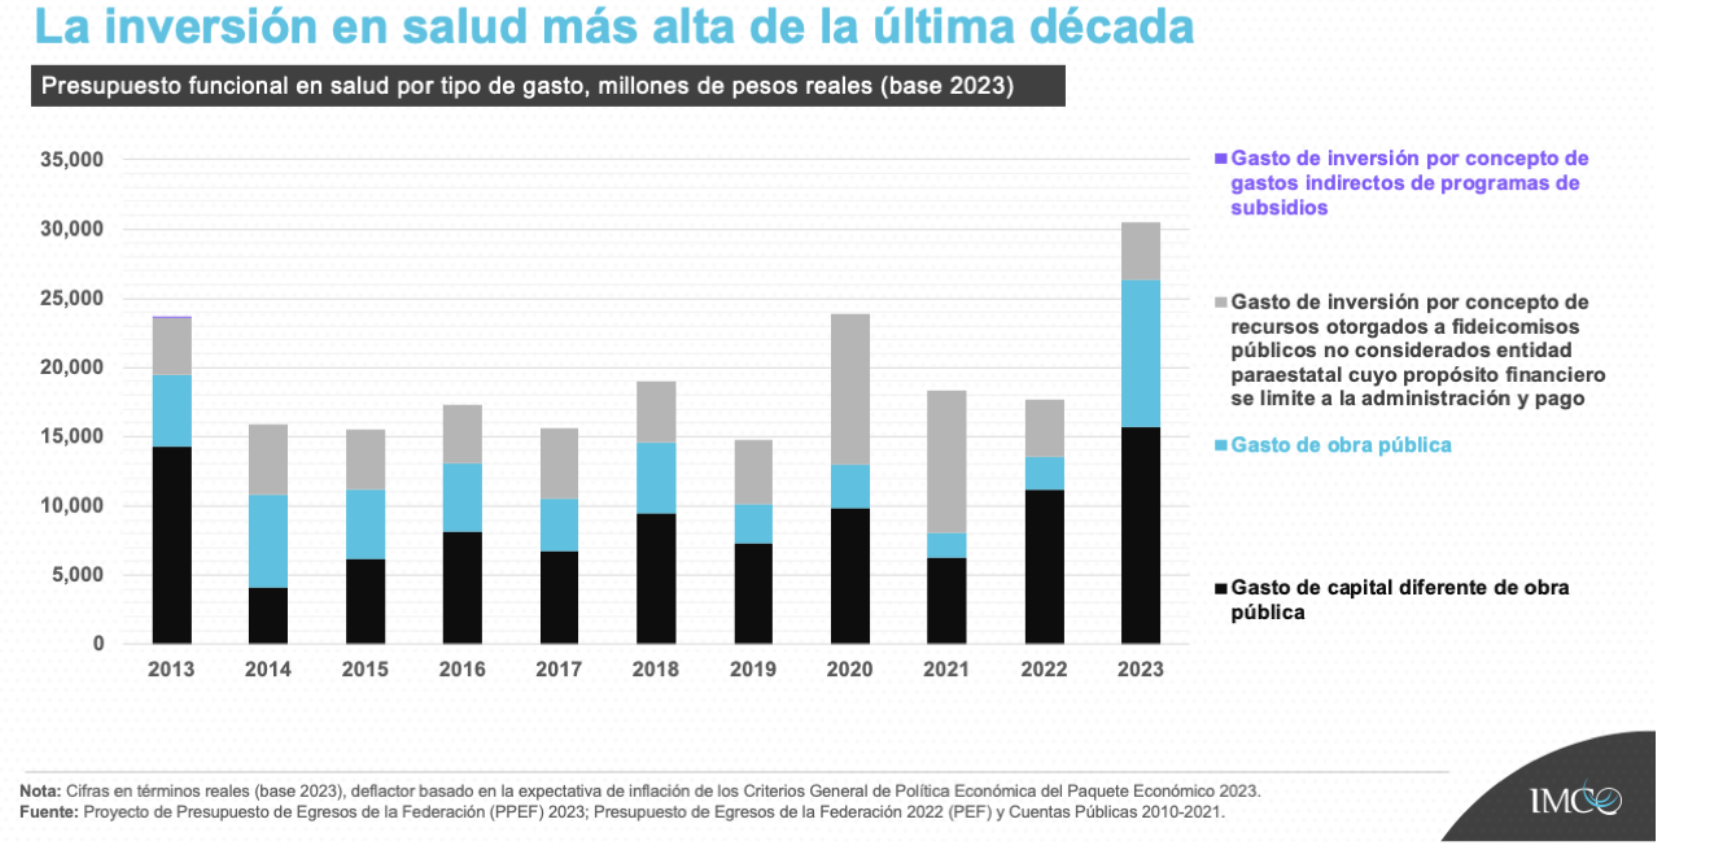 La inversión en salud más alta de la última década
Presupuesto funcional en salud por tipo de gasto, millones de pesos reales (base 2023)
35,000
30,000
25,000
20,000
15,000
10,000
5,000
0
2013 2014 2015 2016 2017 2018 2019 2020 2021 2022 2023
Gasto de inversión por concepto de
gastos indirectos de programas de
subsidios
Gasto de inversión por concepto de
recursos otorgados a fideicomisos
públicos no considerados entidad
paraestatal cuyo propósito financiero
se limite a la administración y pago
Gasto de obra pública
Gasto de capital diferente de obra
pública
Nota: Cifras en términos reales (base 2023), deflactor basado en la expectativa de inflación de los Criterios General de Política Económica del Paquete Económico 2023.
Fuente: Proyecto de Presupuesto de Egresos de la Federación (PPEF) 2023; Presupuesto de Egresos de la Federación 2022 (PEF) y Cuentas Públicas 2010-2021.
IMCO